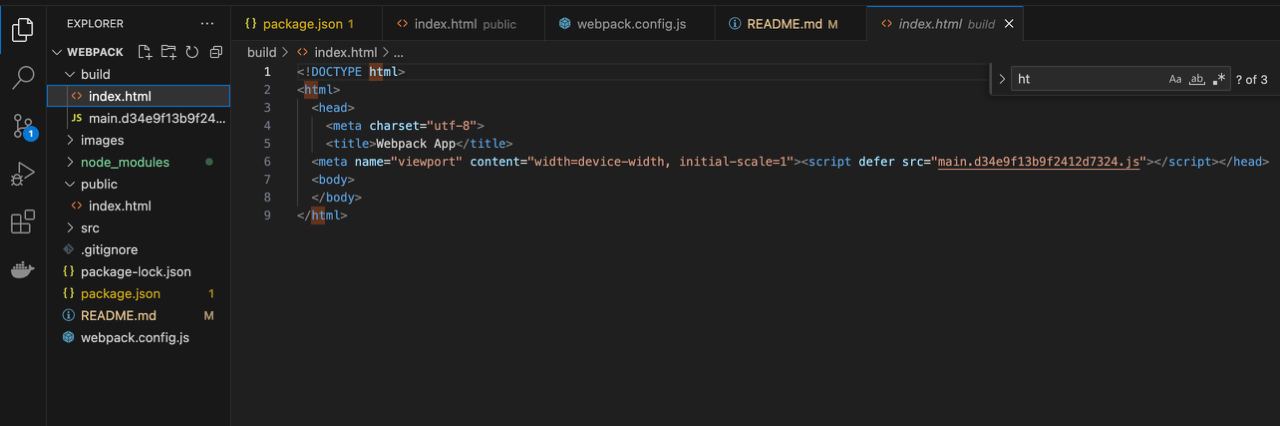 EXPLORER
WEBPACK
build
index.html
JS main.d34e9f13b9f24...
images
node_modules
public
index.html
src
.gitignore
{} package-lock.json
{} package.json 1
README.md M
webpack.config.js
1
{} package.json 1
<> index.html public
webpack.config.js
README.md M
<> index.html build
build > <> index.html > ...
ht
Aa ab .* ? of 3
1 <!DOCTYPE html>
2 <html>
3 <head>
4 <meta charset="utf-8">
5 <title>Webpack App</title>
6 <meta name="viewport" content="width=device-width, initial-scale=1"><script defer src="main.d34e9f13b9f2412d7324.js"></script></head>
7 <body>
8 </body>
9 </html>